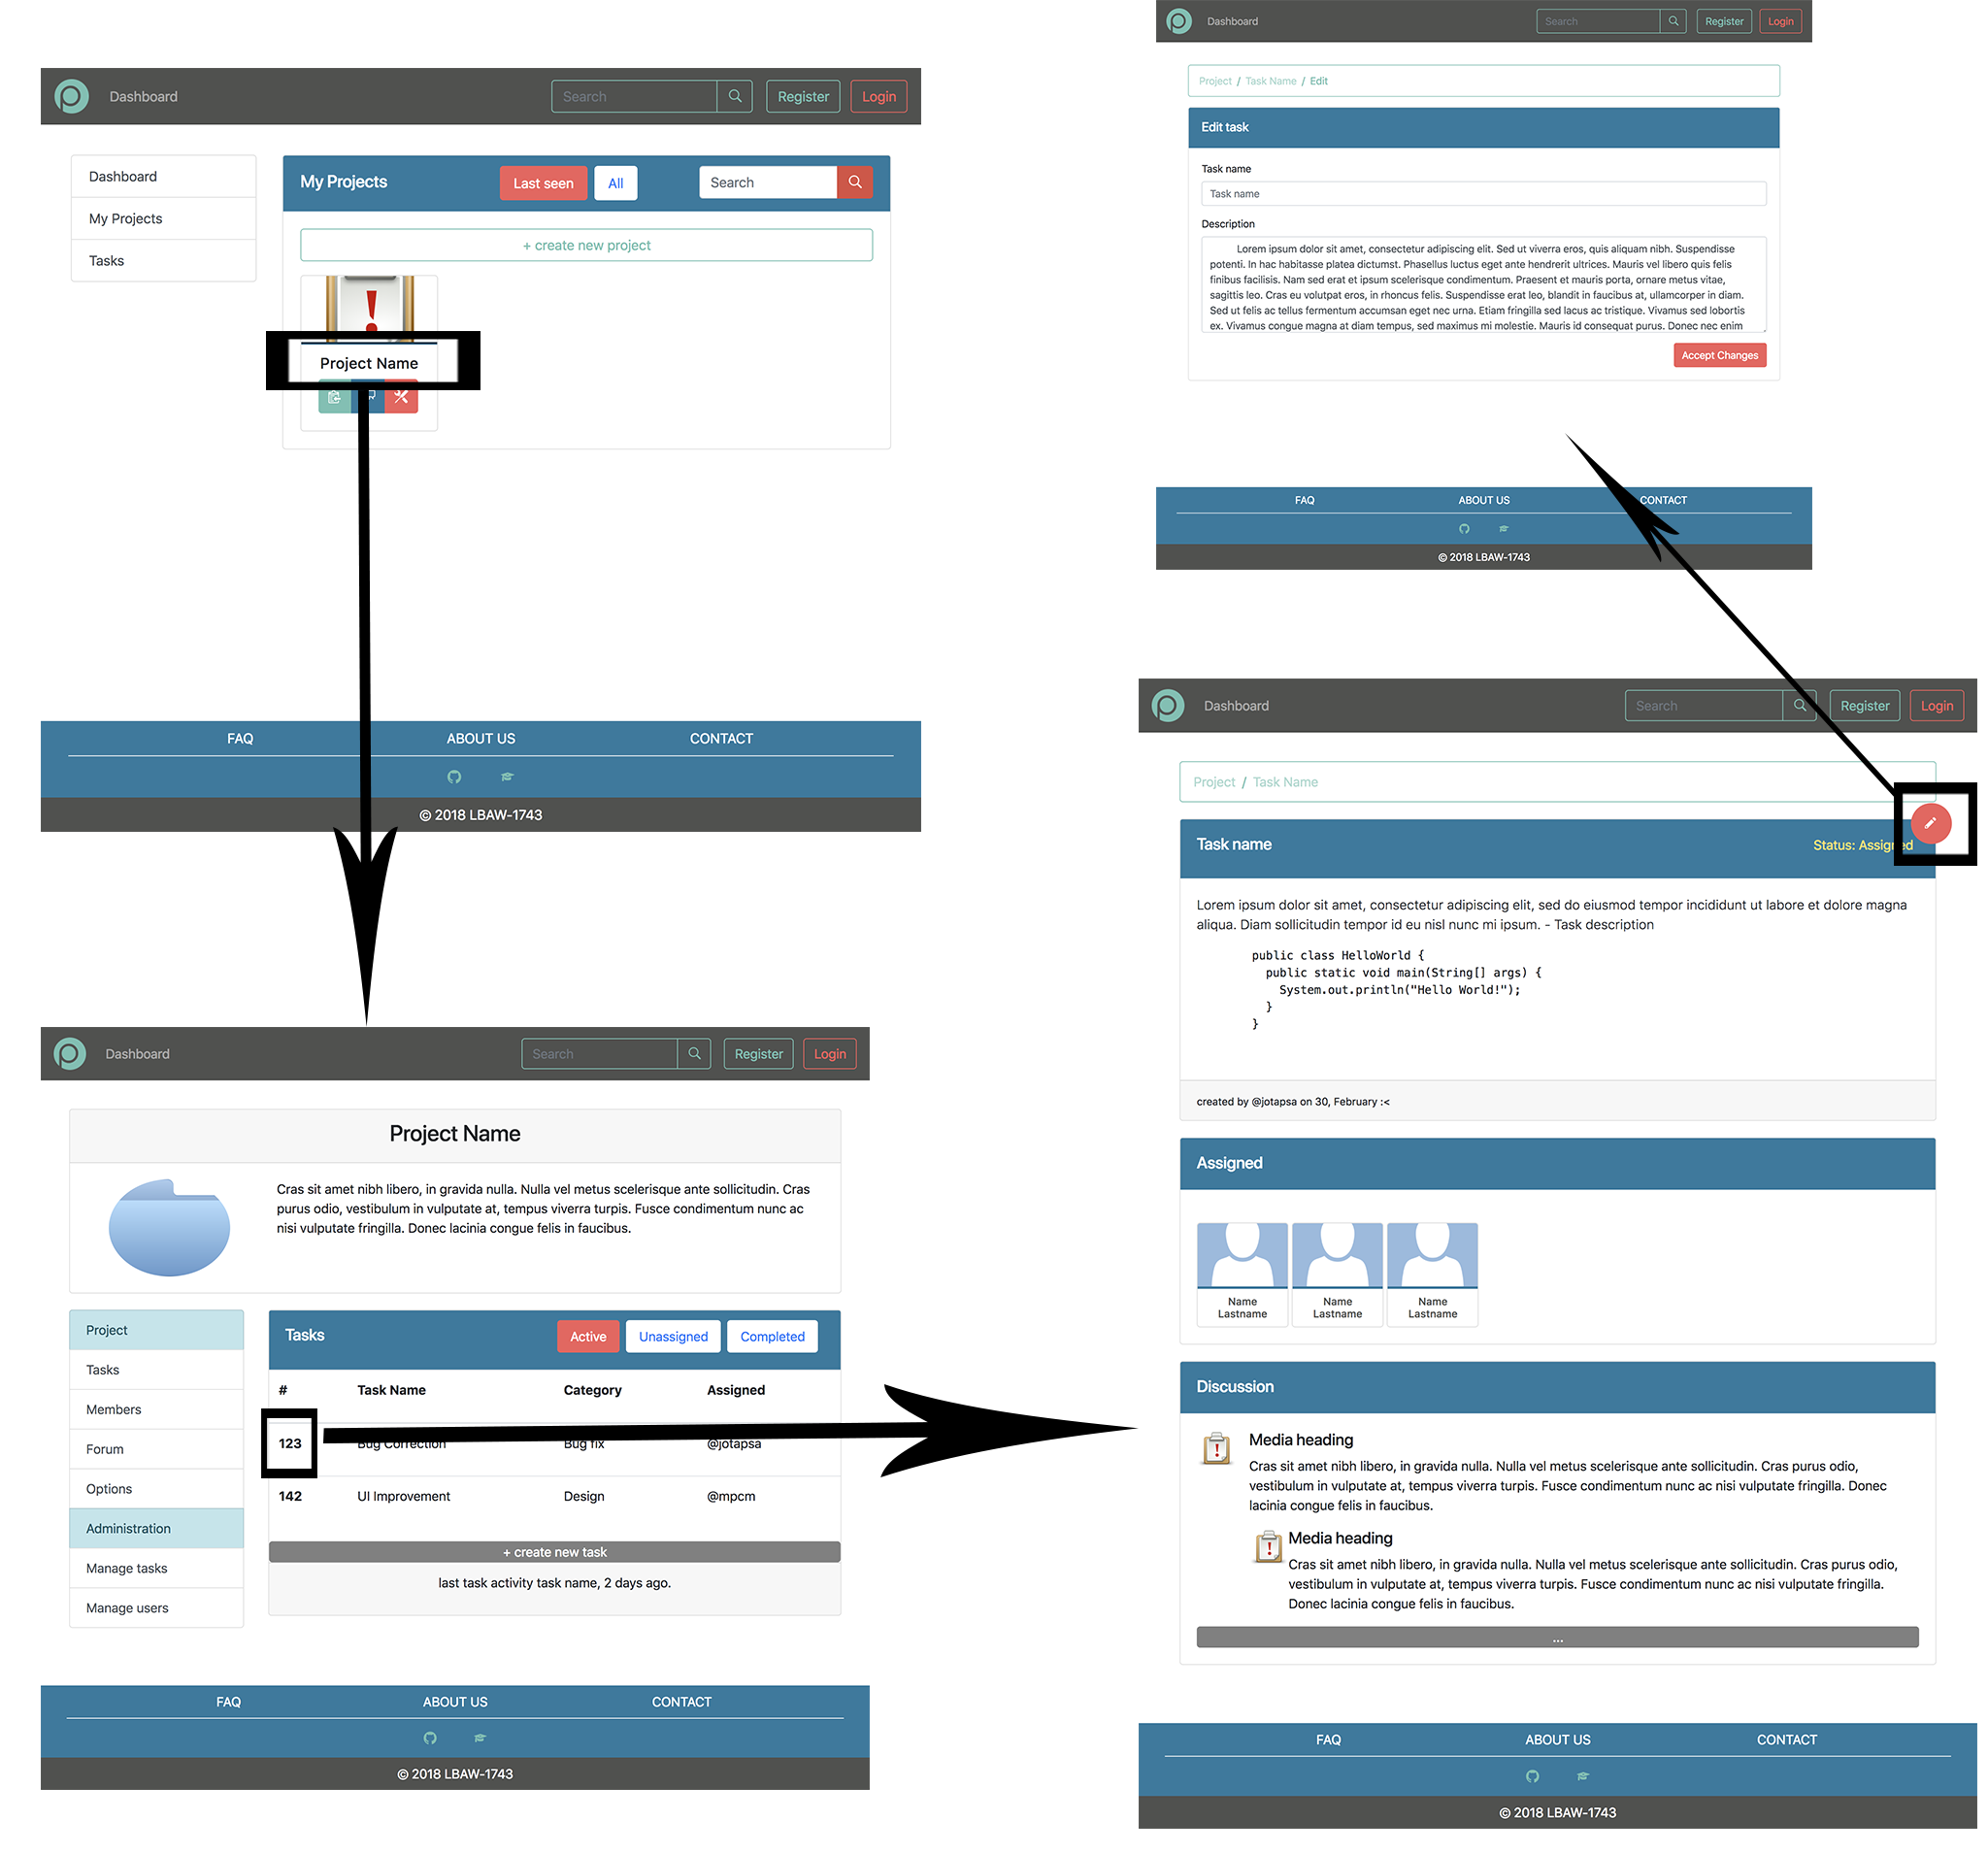 Dashboard
Search
Register
Login
Dashboard
My Projects
Tasks
My Projects
Last seen
All
Search
+ create new project
Project Name
FAQ
ABOUT US
CONTACT
© 2018 LBAW-1743
Dashboard
Search
Register
Login
Project Name
Cras sit amet nibh libero, in gravida nulla. Nulla vel metus scelerisque ante sollicitudin. Cras
purus odio, vestibulum in vulputate at, tempus viverra turpis. Fusce condimentum nunc ac
nisi vulputate fringilla. Donec lacinia congue felis in faucibus.
Project
Tasks
Members
Forum
Options
Administration
Manage tasks
Manage users
Tasks
Active
Unassigned
Completed
# Task Name Category Assigned
123 Bug Correction Bug fix @jotapsa
142 UI Improvement Design @mpcm
+ create new task
last task activity task name, 2 days ago.
FAQ
ABOUT US
CONTACT
© 2018 LBAW-1743
Dashboard
Search
Register
Login
Project / Task Name
Task name
Status: Assigned
Lorem ipsum dolor sit amet, consectetur adipiscing elit, sed do eiusmod tempor incididunt ut labore et dolore magna
aliqua. Diam sollicitudin tempor id eu nisl nunc mi ipsum. - Task description
public class HelloWorld {
public static void main(String[] args) {
System.out.println("Hello World!");
}
}
created by @jotapsa on 30, February :<
Assigned
Name
Lastname
Name
Lastname
Name
Lastname
Discussion
Media heading
Cras sit amet nibh libero, in gravida nulla. Nulla vel metus scelerisque ante sollicitudin. Cras purus odio,
vestibulum in vulputate at, tempus viverra turpis. Fusce condimentum nunc ac nisi vulputate fringilla. Donec
lacinia congue felis in faucibus.
Media heading
Cras sit amet nibh libero, in gravida nulla. Nulla vel metus scelerisque ante sollicitudin. Cras purus odio,
vestibulum in vulputate at, tempus viverra turpis. Fusce condimentum nunc ac nisi vulputate fringilla.
Donec lacinia congue felis in faucibus.
...
FAQ
ABOUT US
CONTACT
© 2018 LBAW-1743
Dashboard
Search
Register
Login
Project / Task Name / Edit
Edit task
Task name
Task name
Description
Lorem ipsum dolor sit amet, consectetur adipiscing elit. Sed ut viverra eros, quis aliquam nibh. Suspendisse
potenti. In hac habitasse platea dictumst. Phasellus luctus eget ante hendrerit ultrices. Mauris vel libero quis felis
finibus facilisis. Nam sed erat et ipsum scelerisque condimentum. Praesent et mauris porta, ornare metus vitae,
sagittis leo. Cras eu volutpat eros, in rhoncus felis. Suspendisse erat leo, blandit in faucibus at, ullamcorper in diam.
Sed ut felis ac tellus fermentum accumsan eget nec urna. Etiam fringilla sed lacus ac tristique. Vivamus sed lobortis
ex. Vivamus congue magna at diam tempus, sed maximus mi molestie. Mauris id consequat purus. Donec nec enim
Accept Changes
FAQ
ABOUT US
CONTACT
© 2018 LBAW-1743